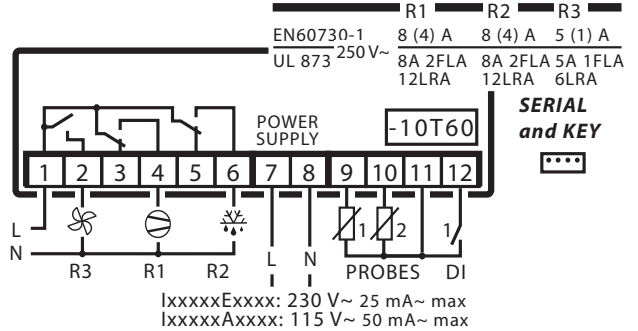 R1 R2 R3
EN60730-1 250 V~ 8 (4) A 8 (4) A 5 (1) A
UL 873 8A 2FLA 8A 2FLA 5A 1FLA
12LRA 12LRA 6LRA
SERIAL
and KEY
POWER
SUPPLY
-10T60
1 2 3 4 5 6 7 8 9 10 11 12
L
N
R3 R1 R2
L N
1 2 1
PROBES DI
IxxxxxExxxx: 230 V~ 25 mA~ max
IxxxxxAxxxx: 115 V~ 50 mA~ max